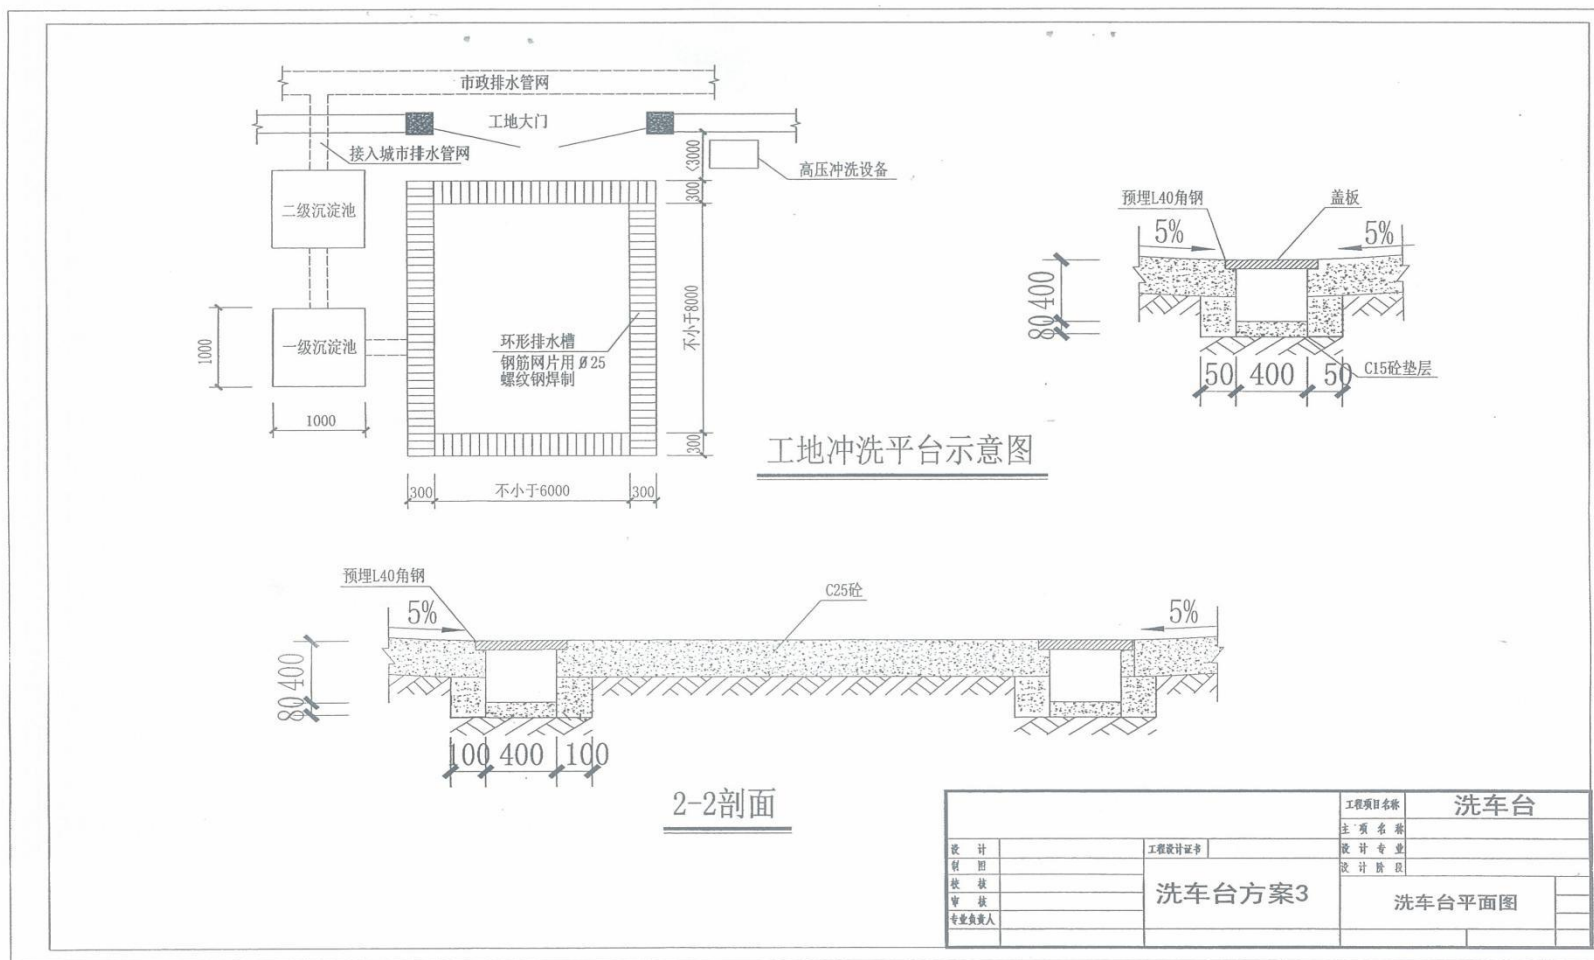 市政排水管网
工地大门
接入城市排水管网
<3000
高压冲洗设备
二级沉淀池
300
不小于8000
一级沉淀池
1000
1000
环形排水槽
钢筋网片用Ø25
螺纹钢焊制
300
300
不小于6000
300
工地冲洗平台示意图
预埋L40角钢
盖板
5%
5%
400
80
50
400
50
C15砼垫层
预埋L40角钢
C25砼
5%
5%
400
80
100
400
100
2-2剖面
工程项目名称
洗车台
主项名称
设计
工程设计证书
设计专业
制图
设计阶段
校核
洗车台方案3
洗车台平面图
审核
专业负责人